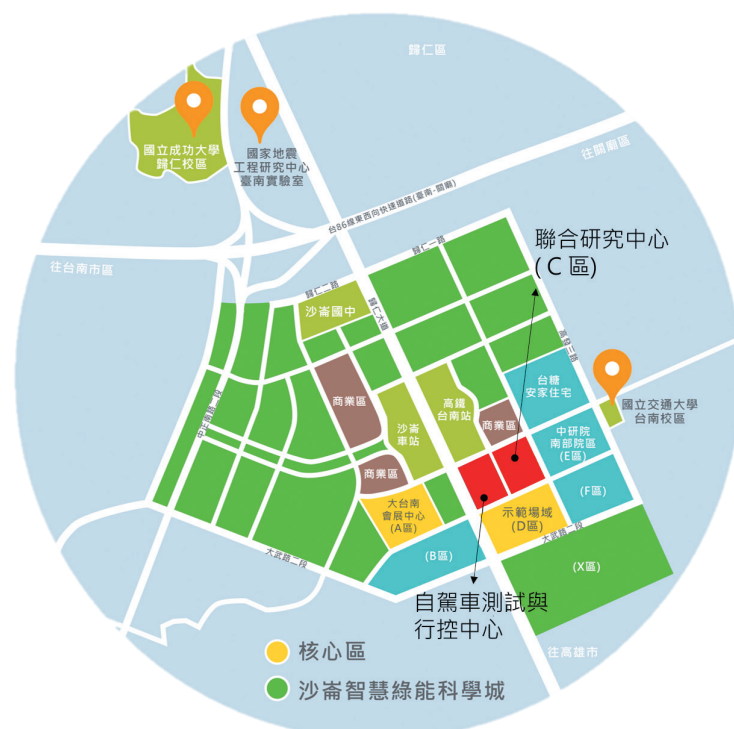 歸仁區
國立成功大學
歸仁校區
國家地震
工程研究中心
臺南實驗室
往關廟區
台86線東西向快速道路(臺南-關廟)
往台南市區
聯合研究中心
( C 區)
歸仁一路
歸仁二路
沙崙國中
歸仁大道
高發三路
台糖
安家住宅
國立交通大學
台南校區
商業區
沙崙
車站
高鐵
台南站
商業區
中研院
南部院區
(E區)
商業區
大台南
會展中心
(A區)
示範場域
(D區)
(F區)
大武路二段
大武路二段
(B區)
(X區)
自駕車測試與
行控中心
往高雄市
核心區
沙崙智慧綠能科學城